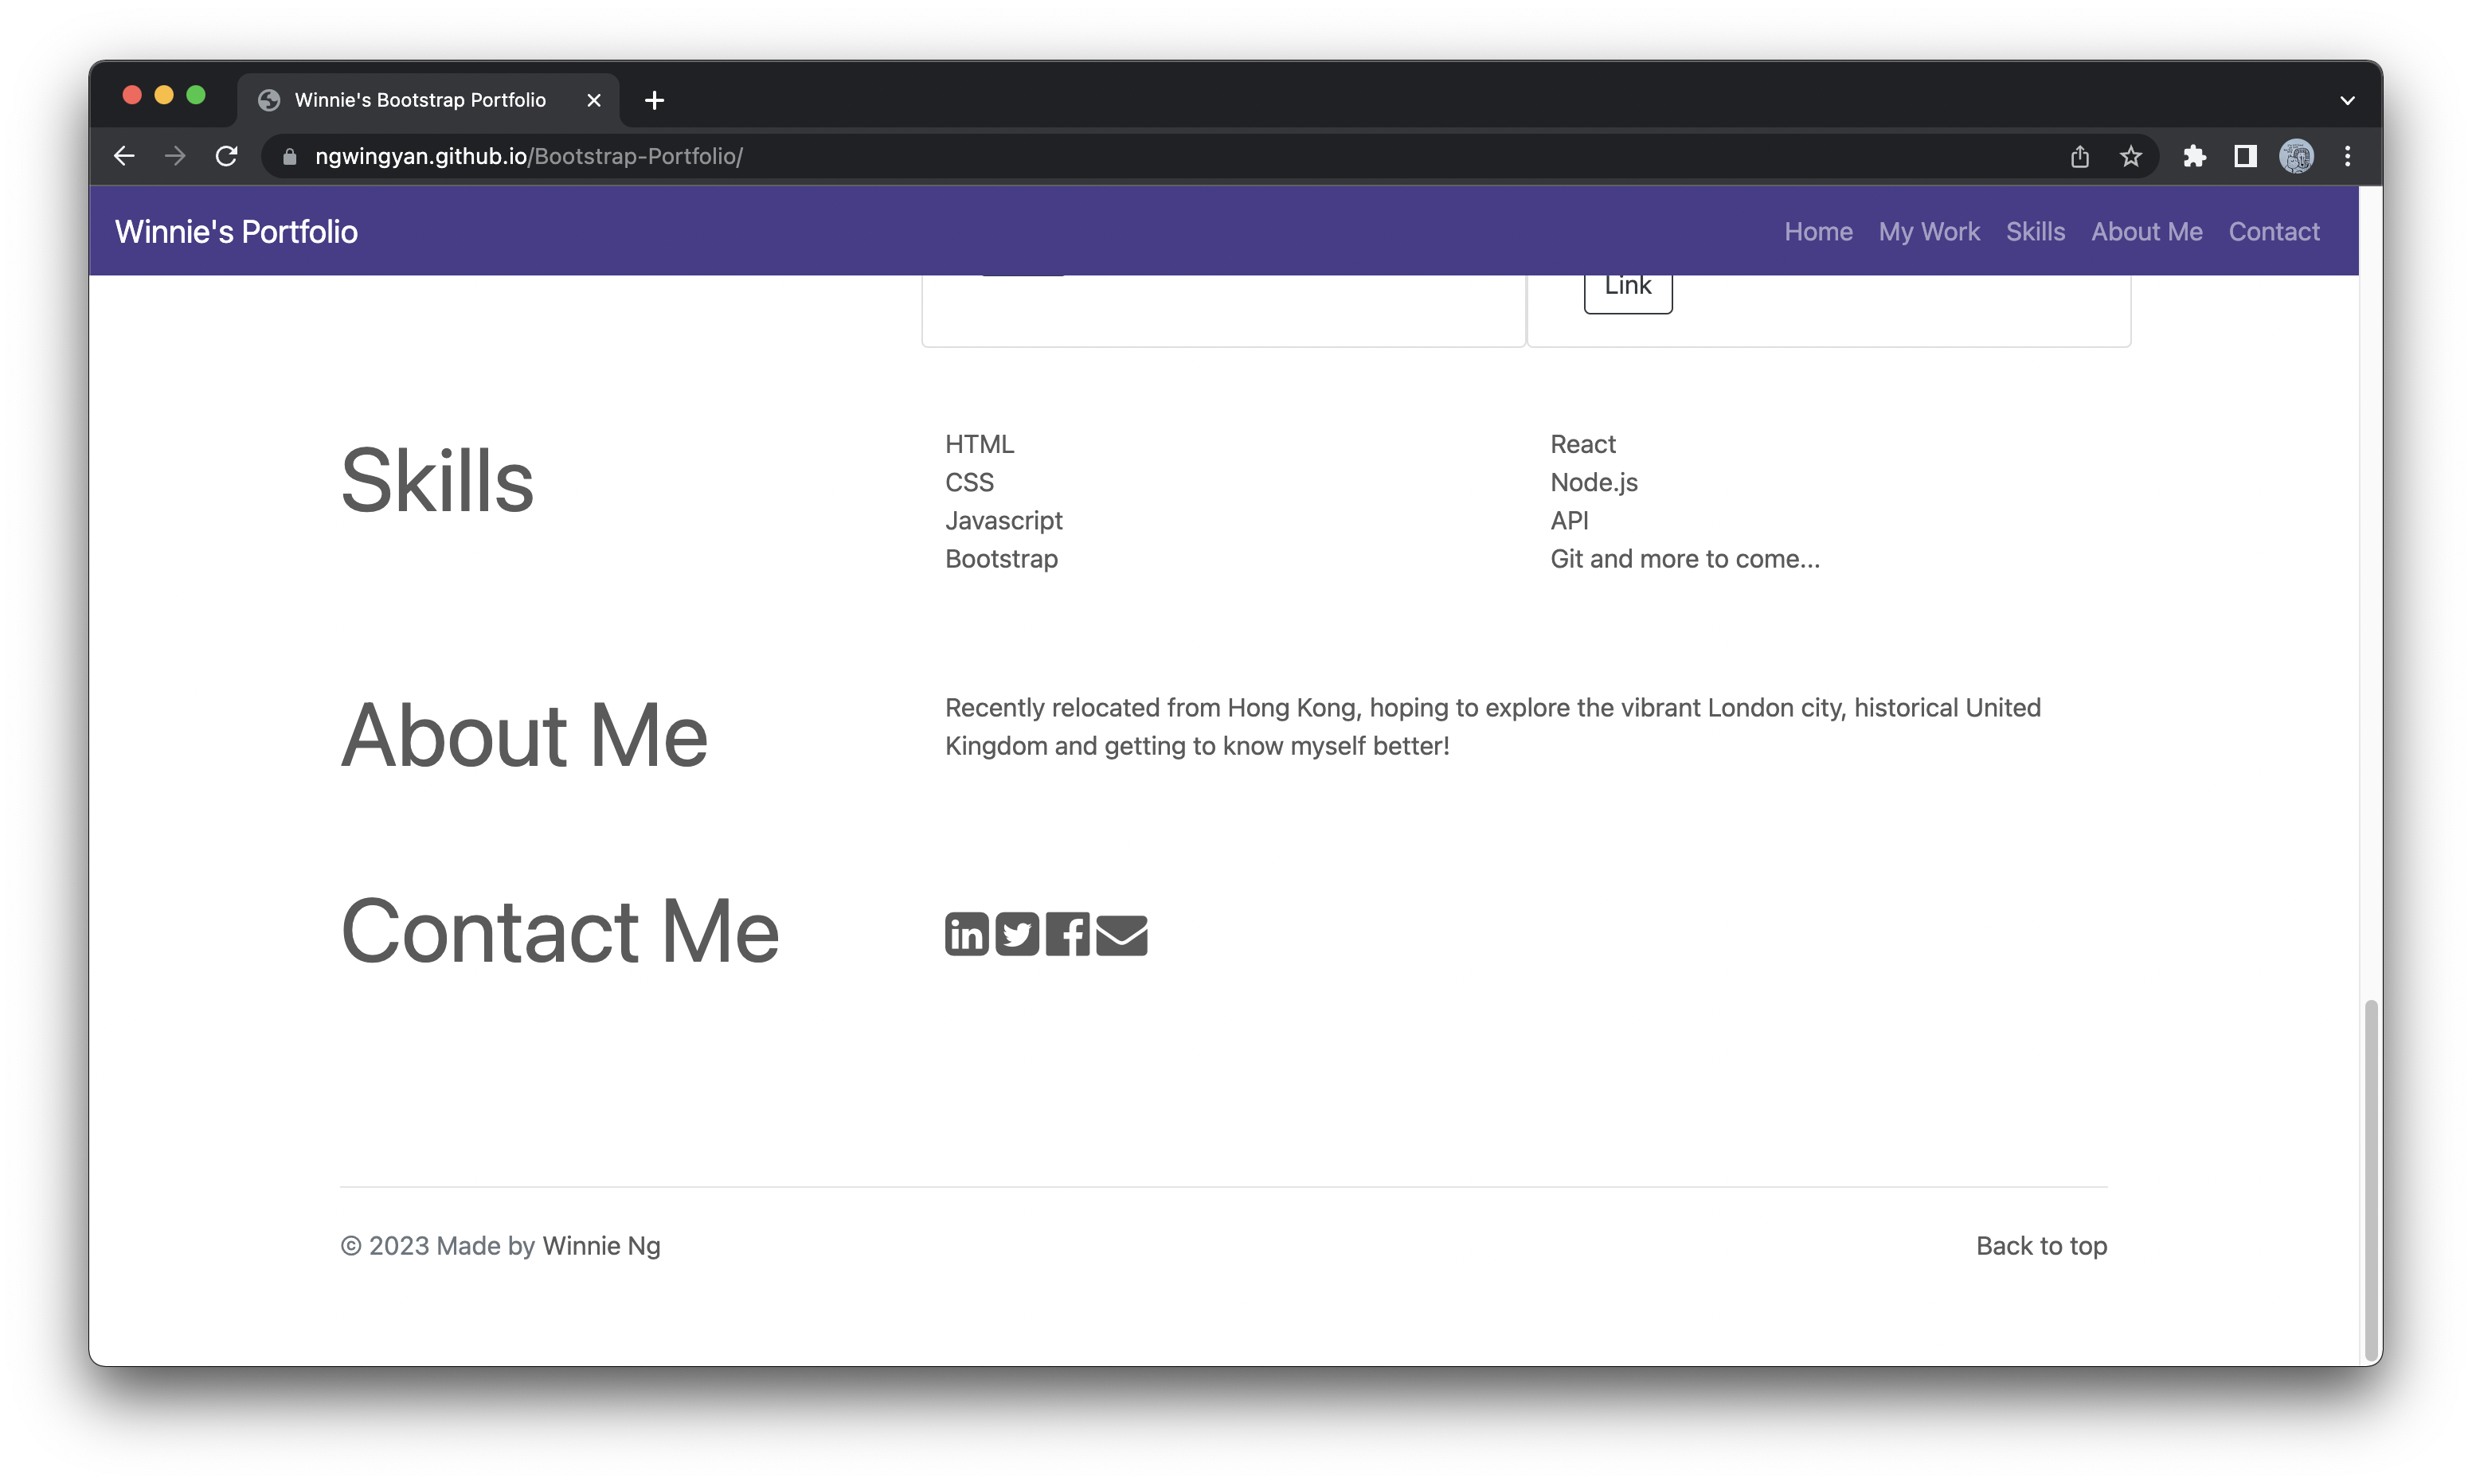 Winnie's Bootstrap Portfolio
ngwingyan.github.io/Bootstrap-Portfolio/
Winnie's Portfolio
Home My Work Skills About Me Contact
Link
Skills
HTML
CSS
Javascript
Bootstrap
React
Node.js
API
Git and more to come...
About Me
Recently relocated from Hong Kong, hoping to explore the vibrant London city, historical United
Kingdom and getting to know myself better!
Contact Me
in
© 2023 Made by Winnie Ng
Back to top